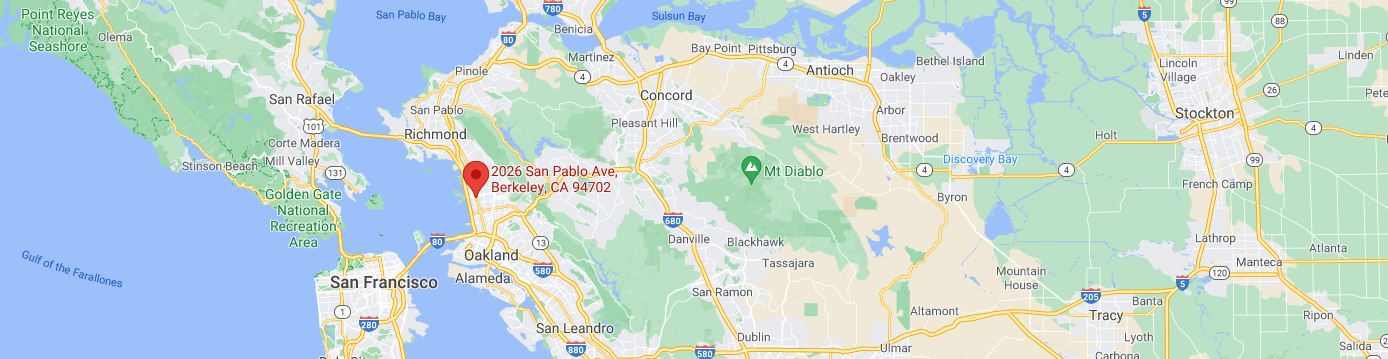 Point Reyes
National
Seashore
Olema
San Pablo Bay
780
Benicia
Suisun Bay
5
99
88
80
Martinez
Bay Point
Pittsburg
Linden
Pinole
4
4
Antioch
Bethel Island
Lincoln
Village
Oakley
San Rafael
San Pablo
Concord
26
Pete
101
Richmond
Pleasant Hill
Arbor
Stockton
4
Corte Madera
West Hartley
Brentwood
Holt
Mill Valley
Stinson Beach
131
2026 San Pablo Ave,
Berkeley, CA 94702
Mt Diablo
4
Discovery Bay
4
99
French Camp
Golden Gate
National
Recreation
Area
Byron
680
80
13
Danville
Blackhawk
Lathrop
Atlanta
Gulf of the Farallones
Oakland
580
Tassajara
Mountain
House
120
Manteca
San Francisco
Alameda
San Ramon
205
5
Banta
1
280
San Leandro
Altamont
Tracy
Ripon
Dublin
880
580
Ulmar
Carbona
Salida